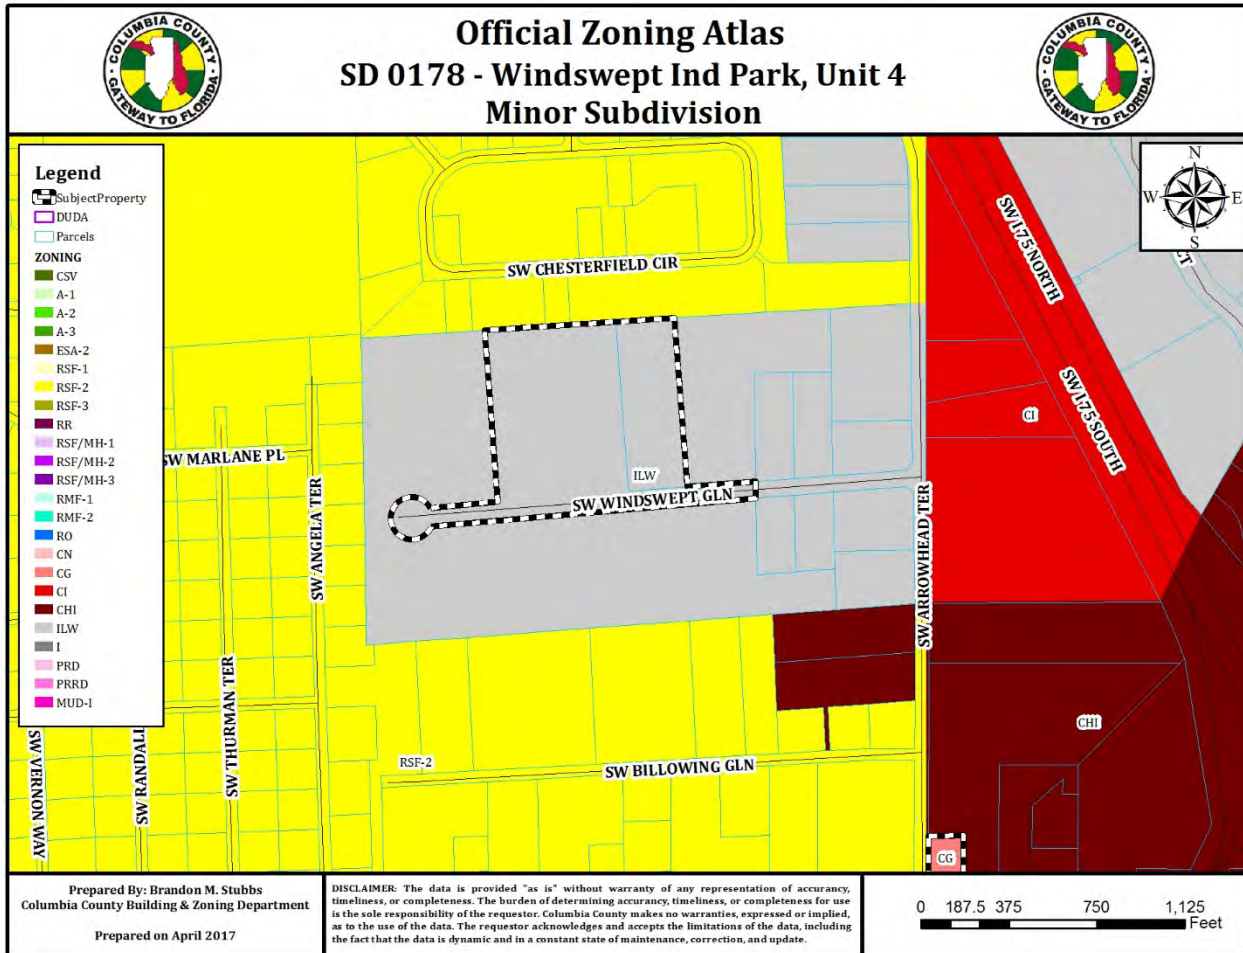 COLUMBIA COUNTY
GATEWAY TO FLORIDA
Official Zoning Atlas
SD 0178 - Windswept Ind Park, Unit 4
Minor Subdivision
COLUMBIA COUNTY
GATEWAY TO FLORIDA
Legend
SubjectProperty
DUDA
Parcels
ZONING
CSV
A-1
A-2
A-3
ESA-2
RSF-1
RSF-2
RSF-3
RR
RSF/MH-1
RSF/MH-2
RSF/MH-3
RMF-1
RMF-2
RO
CN
CG
CI
CHI
ILW
I
PRD
PRRD
MUD-I
N
W
E
S
CT
SW I 75 NORTH
SW I 75 SOUTH
SW CHESTERFIELD CIR
CI
SW MARLANE PL
ILW
SW WINDSWEPT GLN
SW ANGELA TER
SW ARROWHEAD TER
SW THURMAN TER
SW RANDALL
SW VERNON WAY
CHI
RSF-2
SW BILLOWING GLN
CG
Prepared By: Brandon M. Stubbs
Columbia County Building & Zoning Department
Prepared on April 2017
DISCLAIMER: The data is provided "as is" without warranty of any representation of accurancy,
timeliness, or completeness. The burden of determining accuracy, timeliness, or completeness for use
is the sole responsibility of the requestor. Columbia County makes no warranties, expressed or implied,
as to the use of the data. The requestor acknowledges and accepts the limitations of the data, including
the fact that the data is dynamic and in a constant state of maintenance, correction, and update.
0 187.5 375 750 1,125
Feet